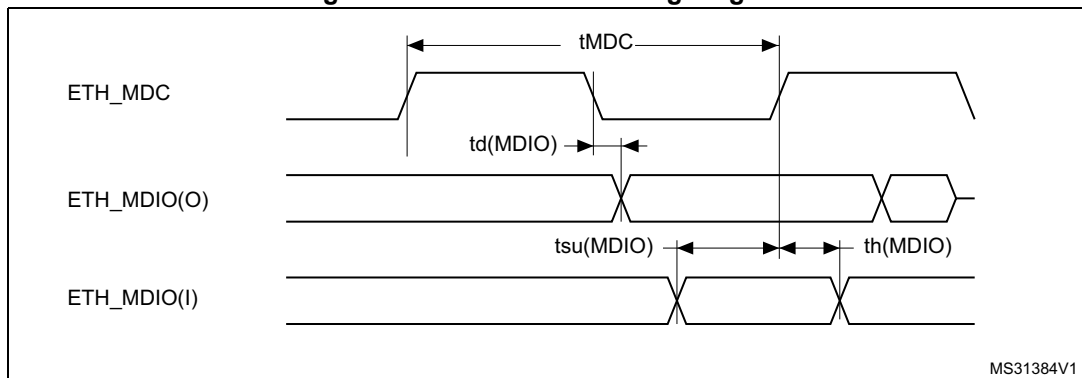 tMDC
ETH_MDC
td(MDIO)
ETH_MDIO(O)
tsu(MDIO)
th(MDIO)
ETH_MDIO(I)
MS31384V1